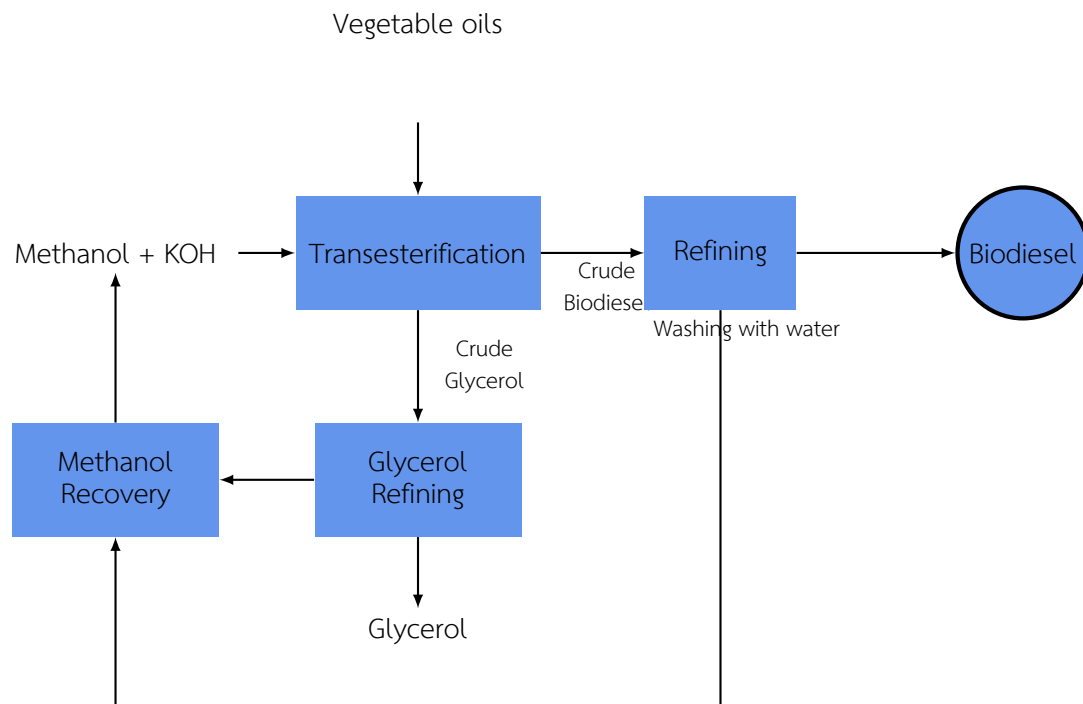 Vegetable oils
Methanol + KOH
Transesterification
Refining
Biodiesel
Crude
Biodiesel
Washing with water
Crude
Glycerol
Methanol
Recovery
Glycerol
Refining
Glycerol